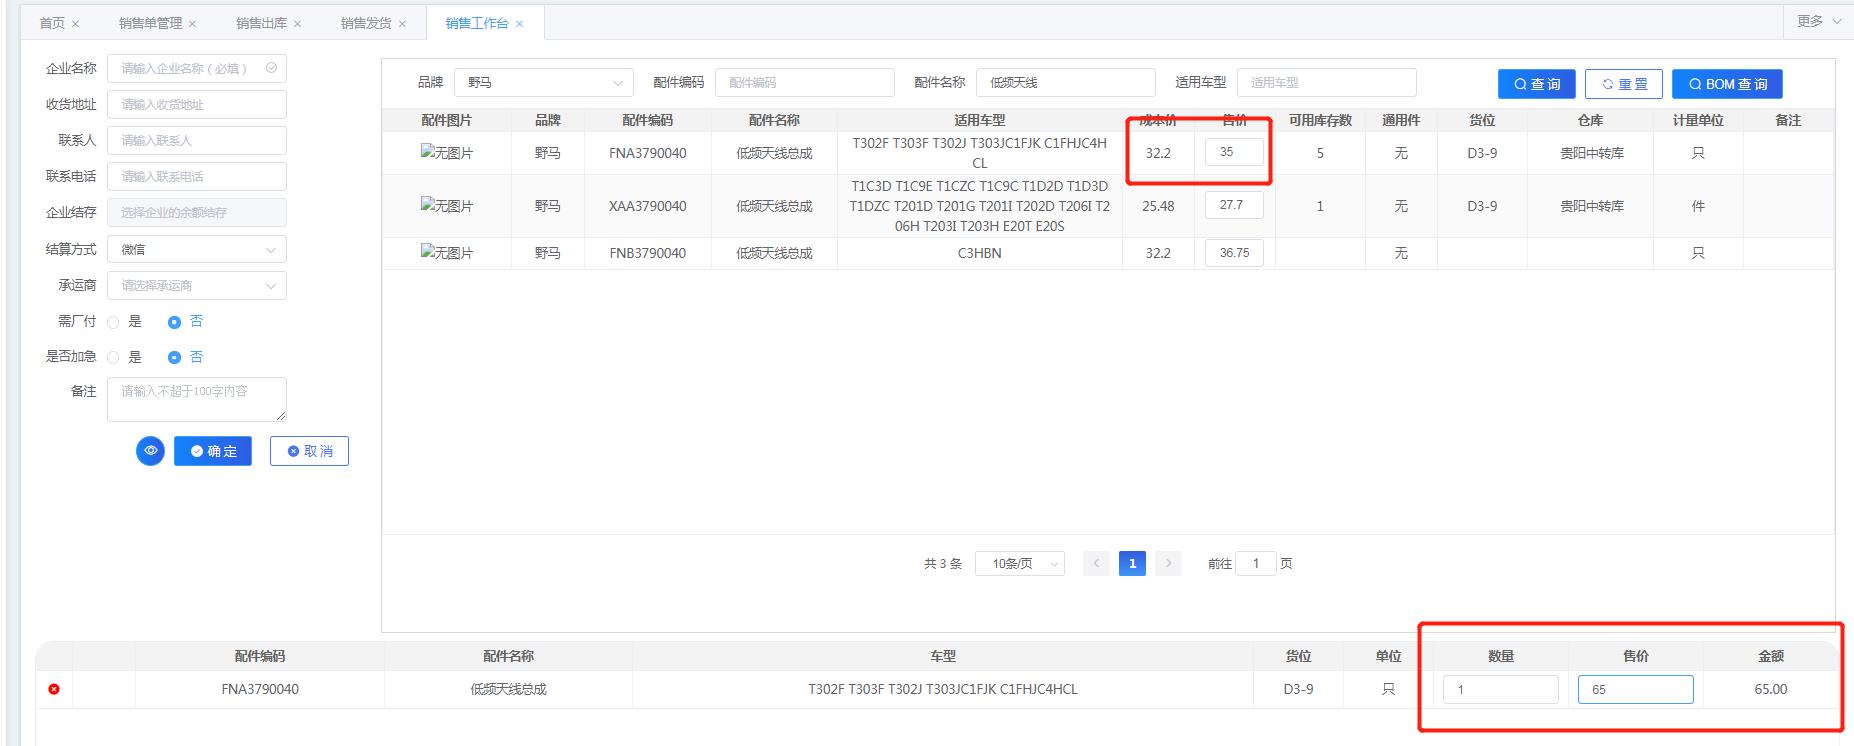 首页 × 销售单管理 × 销售出库 × 销售发货 × 销售工作台 × 更多
企业名称 请输入企业名称（必填）
收货地址 请输入收货地址
联系人 请输入联系人
联系电话 请输入联系电话
企业结存 选择企业的余额结存
结算方式 微信
承运商 请选择承运商
需厂付 是 否
是否加急 是 否
备注 请输入不超于100字内容
确定 取消
品牌 野马 配件编码 配件编码 配件名称 低频天线 适用车型 适用车型 查询 重置 BOM 查询
配件图片 品牌 配件编码 配件名称 适用车型 成本价 售价 可用库存数 通用件 货位 仓库 计量单位 备注
无图片 野马 FNA3790040 低频天线总成 T302F T303F T302J T303JC1FJK C1FHJC4H
CL 32.2 35 5 无 D3-9 贵阳中转库 只
无图片 野马 XAA3790040 低频天线总成 T1C3D T1C9E T1CZC T1C9C T1D2D T1D3D
T1DZC T201D T201G T201I T202D T206I T2
06H T203I T203H E20T E20S 25.48 27.7 1 无 D3-9 贵阳中转库 件
无图片 野马 FNB3790040 低频天线总成 C3HBN 32.2 36.75 无 只
共 3 条 10条/页 1 前往 1 页
配件编码 配件名称 车型 货位 单位 数量 售价 金额
FNA3790040 低频天线总成 T302F T303F T302J T303JC1FJK C1FHJC4HCL D3-9 只 1 65 65.00